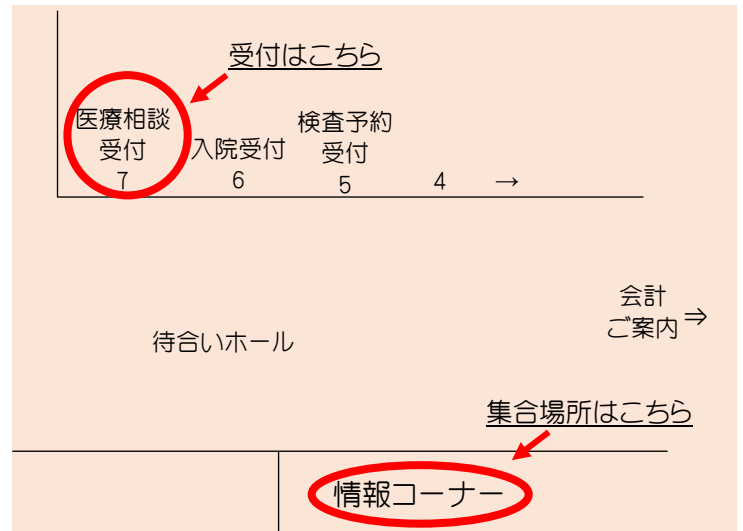 受付はこちら
医療相談
受付
7
入院受付
6
検査予約
受付
5
4
→
会計
ご案内⇒
待合いホール
集合場所はこちら
情報コーナー